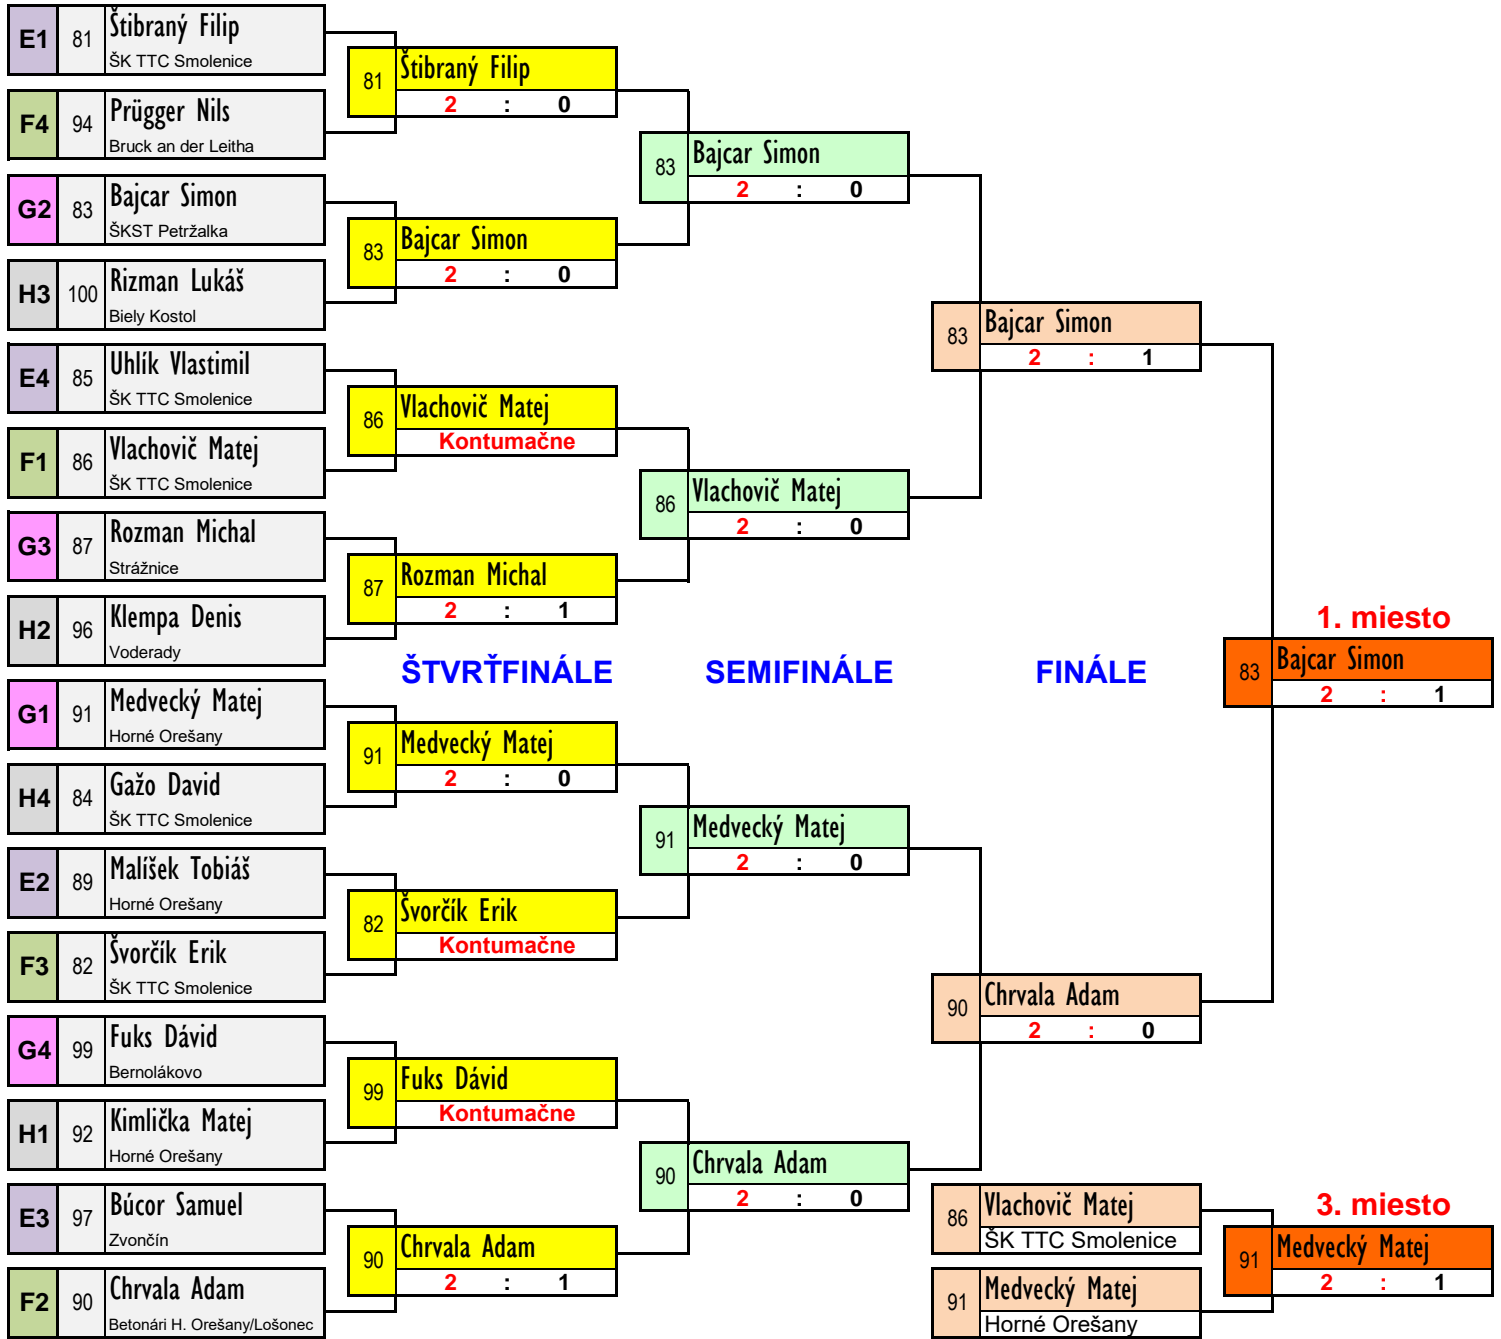 E1 81 Štibraný Filip
ŠK TTC Smolenice
F4 94 Prügger Nils
Bruck an der Leitha
G2 83 Bajcar Simon
ŠKST Petržalka
H3 100 Rizman Lukáš
Biely Kostol
E4 85 Uhlík Vlastimil
ŠK TTC Smolenice
F1 86 Vlachovič Matej
ŠK TTC Smolenice
G3 87 Rozman Michal
Strážnice
H2 96 Klempa Denis
Voderady
G1 91 Medvecký Matej
Horné Orešany
H4 84 Gažo David
ŠK TTC Smolenice
E2 89 Malíšek Tobiáš
Horné Orešany
F3 82 Švorčík Erik
ŠK TTC Smolenice
G4 99 Fuks Dávid
Bernolákovo
H1 92 Kimlička Matej
Horné Orešany
E3 97 Búcor Samuel
Zvončín
F2 90 Chrvala Adam
Betonári H. Orešany/Lošonec
81 Štibraný Filip
2 : 0
83 Bajcar Simon
2 : 0
86 Vlachovič Matej
Kontumačne
87 Rozman Michal
2 : 1
ŠTVRŤFINÁLE
91 Medvecký Matej
2 : 0
82 Švorčík Erik
Kontumačne
99 Fuks Dávid
Kontumačne
90 Chrvala Adam
2 : 1
83 Bajcar Simon
2 : 0
86 Vlachovič Matej
2 : 0
SEMIFINÁLE
91 Medvecký Matej
2 : 0
90 Chrvala Adam
2 : 0
83 Bajcar Simon
2 : 1
FINÁLE
90 Chrvala Adam
2 : 0
86 Vlachovič Matej
ŠK TTC Smolenice
91 Medvecký Matej
Horné Orešany
1. miesto
83 Bajcar Simon
2 : 1
3. miesto
91 Medvecký Matej
2 : 1